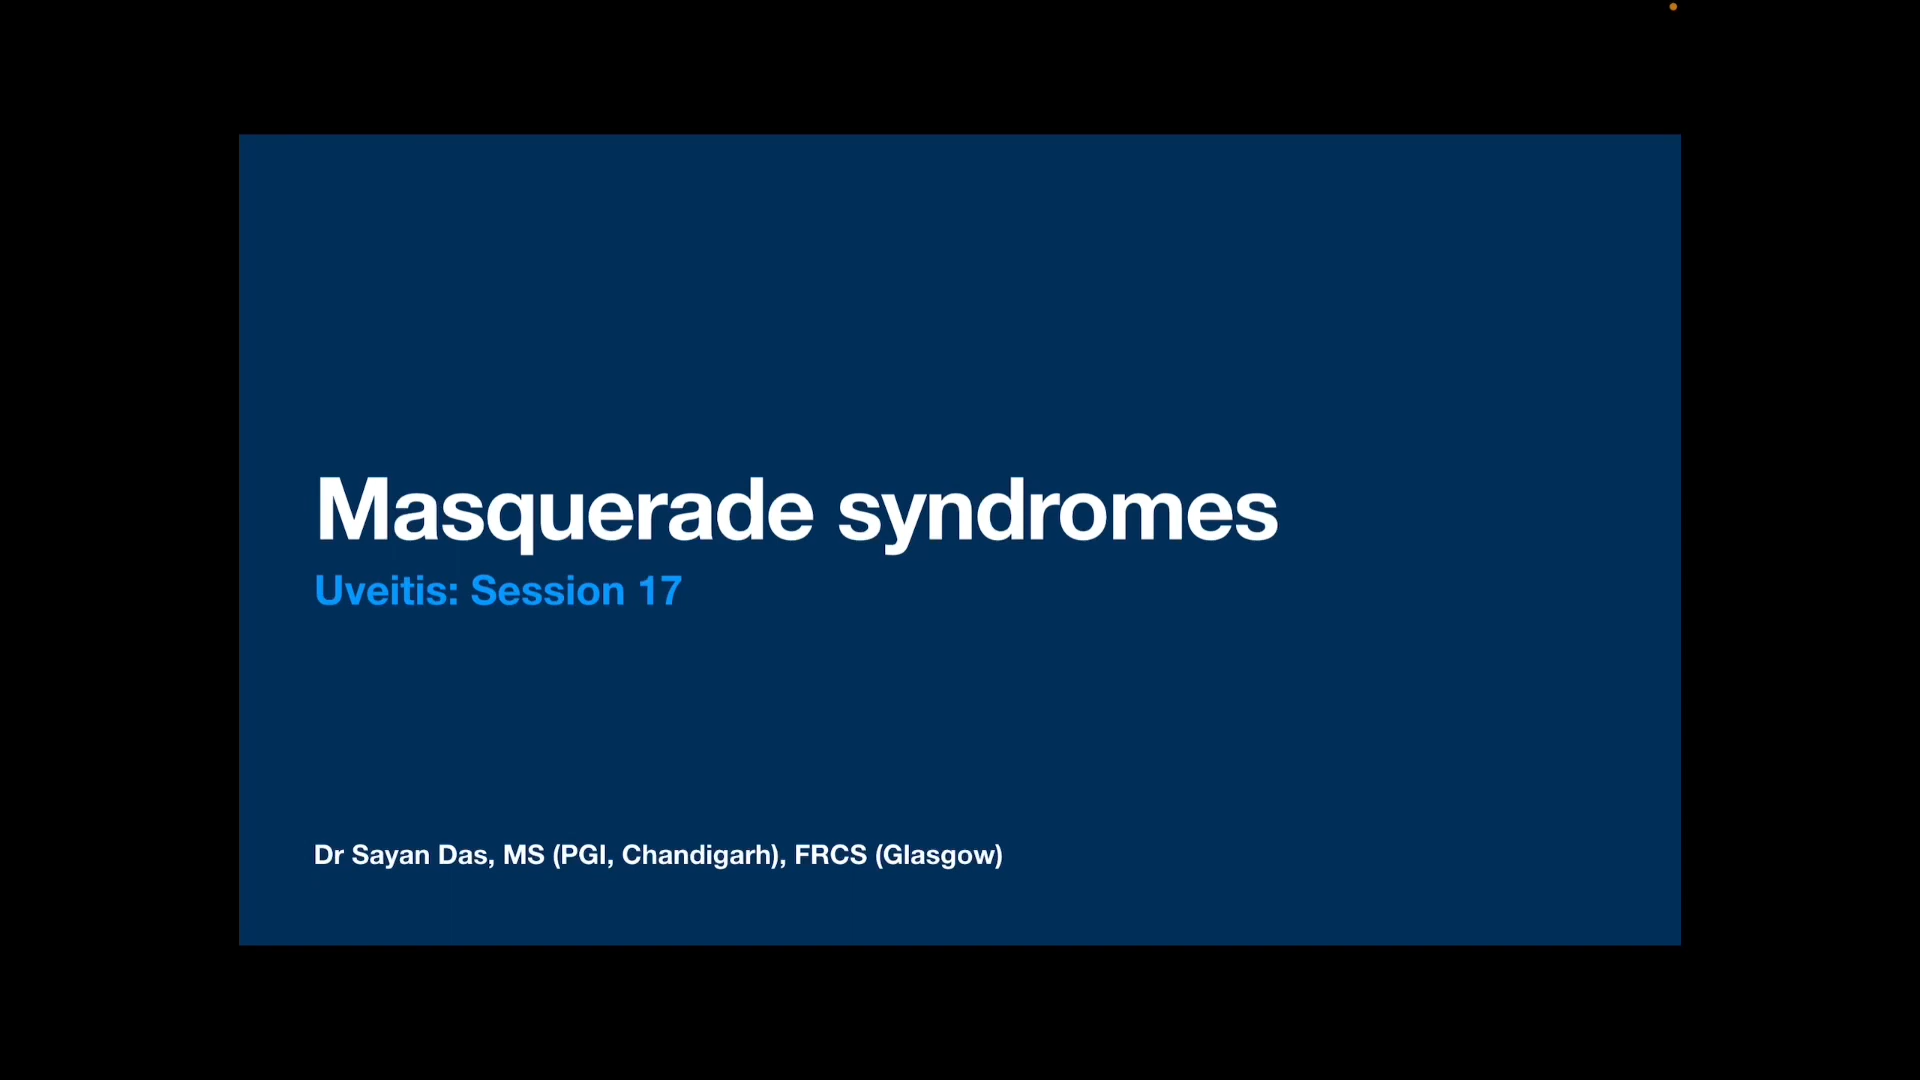 Masquerade syndromes
Uveitis: Session 17
Dr Sayan Das, MS (PGI, Chandigarh), FRCS (Glasgow)